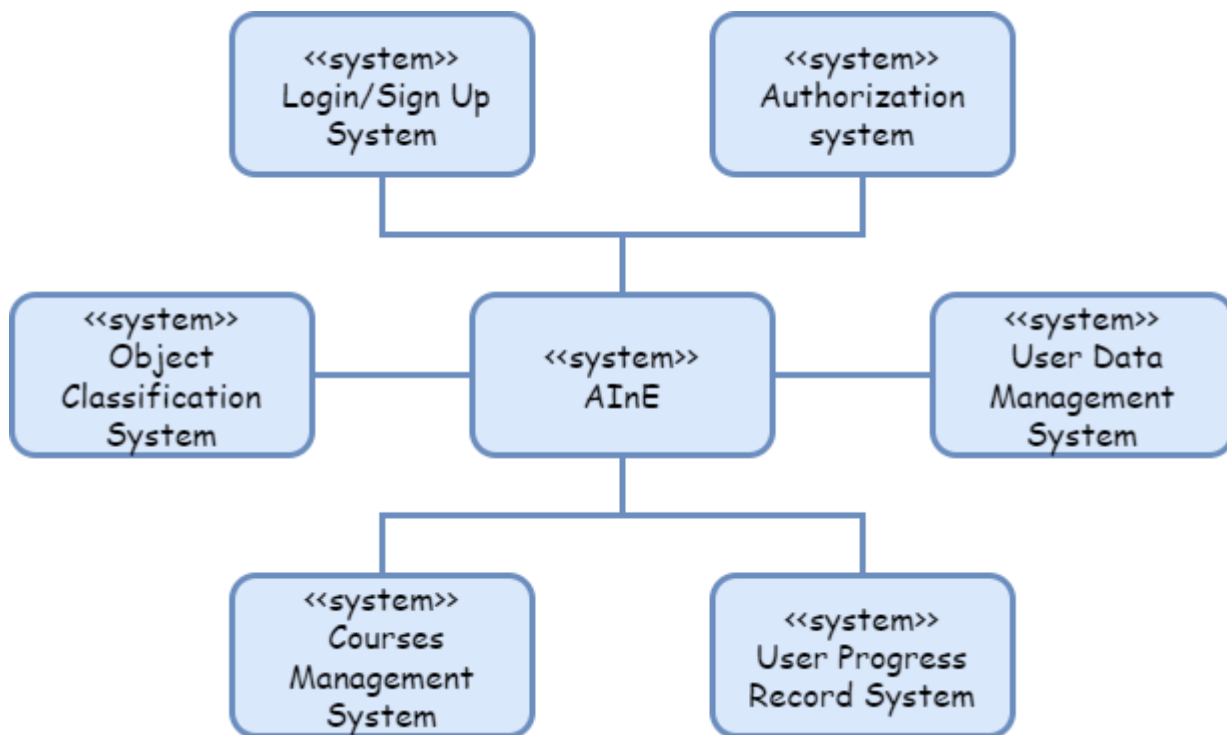 <<system>>
Login/Sign Up
System
<<system>>
Authorization
system
<<system>>
Object
Classification
System
<<system>>
AInE
<<system>>
User Data
Management
System
<<system>>
Courses
Management
System
<<system>>
User Progress
Record System